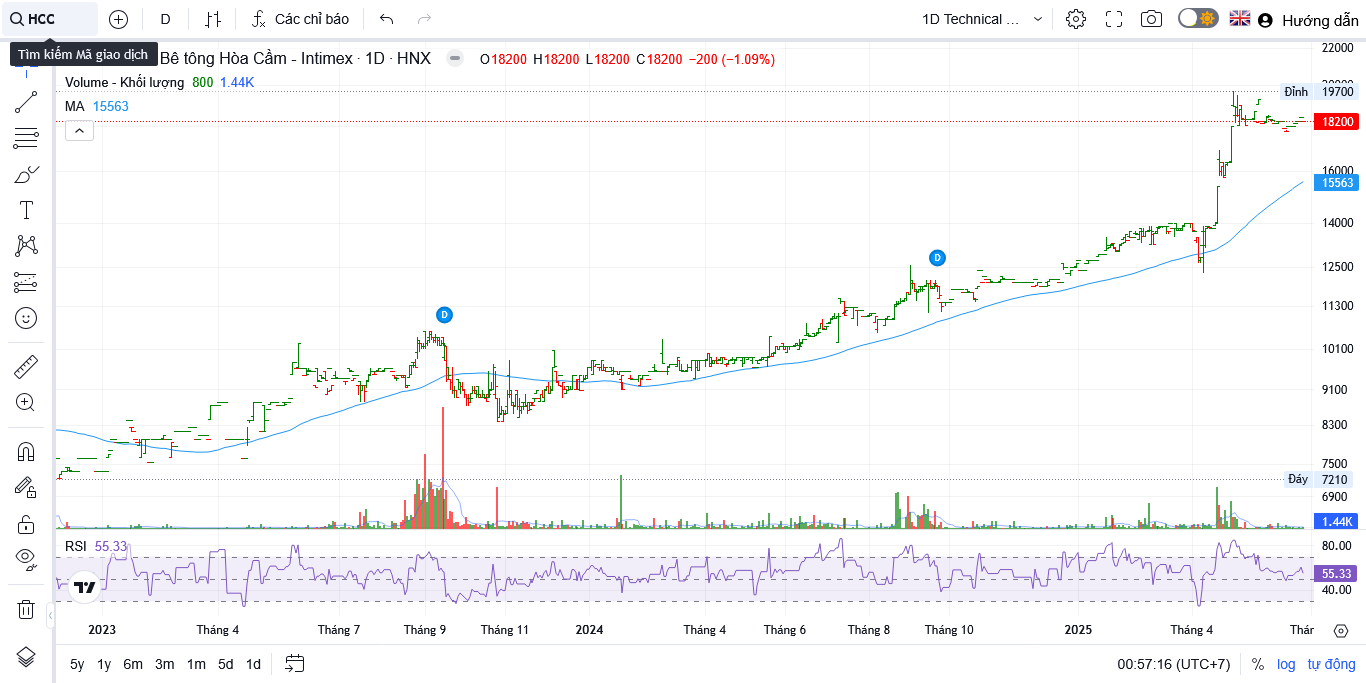 HCC
D
Các chỉ báo
1D Technical ...
Hướng dẫn
Tìm kiếm Mã giao dịch
Bê tông Hòa Cầm - Intimex · 1D · HNX
O18200 H18200 L18200 C18200 −200 (−1.09%)
Volume - Khối lượng 800 1.44K
MA 15563
22000
Đỉnh 19700
18200
16000
15563
14000
12500
11300
10100
9100
8300
7500
Đáy 7210
6900
1.44K
D
D
RSI 55.33
80.00
55.33
40.00
2023 Tháng 4 Tháng 7 Tháng 9 Tháng 11 2024 Tháng 4 Tháng 6 Tháng 8 Tháng 10 2025 Tháng 4 Thár
5y 1y 6m 3m 1m 5d 1d
00:57:16 (UTC+7) % log tự động